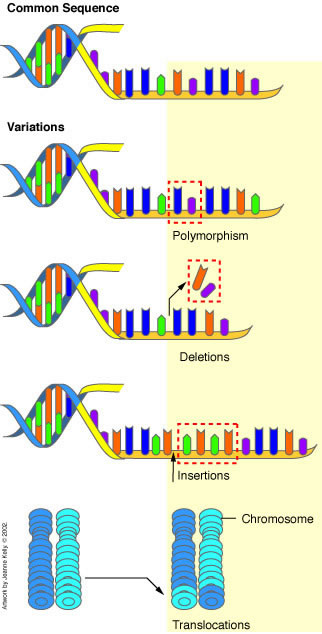 Common Sequence
Variations
Polymorphism
Deletions
Insertions
Chromosome
Translocations
Artwork by Jeanne Kelly © 2002.